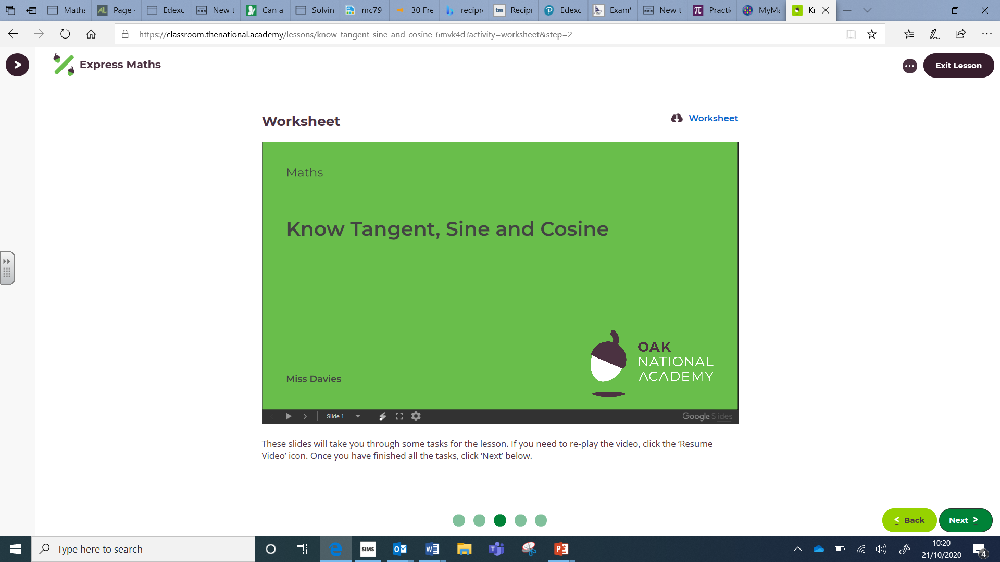 Maths
Page
Edexc
New t
Can a
Solvin
mc79
30 Fre
recipro
tes Recipr
Edexc
Exam
New t
Practi
MyMa
https://classroom.thenational.academy/lessons/know-tangent-sine-and-cosine-6mvk4d?activity=worksheet&step=2
Express Maths
Exit Lesson
Worksheet
Worksheet
Maths
Know Tangent, Sine and Cosine
OAK
NATIONAL
ACADEMY
Miss Davies
Slide 1
Google Slides
These slides will take you through some tasks for the lesson. If you need to re-play the video, click the ‘Resume
Video’ icon. Once you have finished all the tasks, click ‘Next’ below.
< Back
Next >
Type here to search
SIMS
10:20
21/10/2020
4